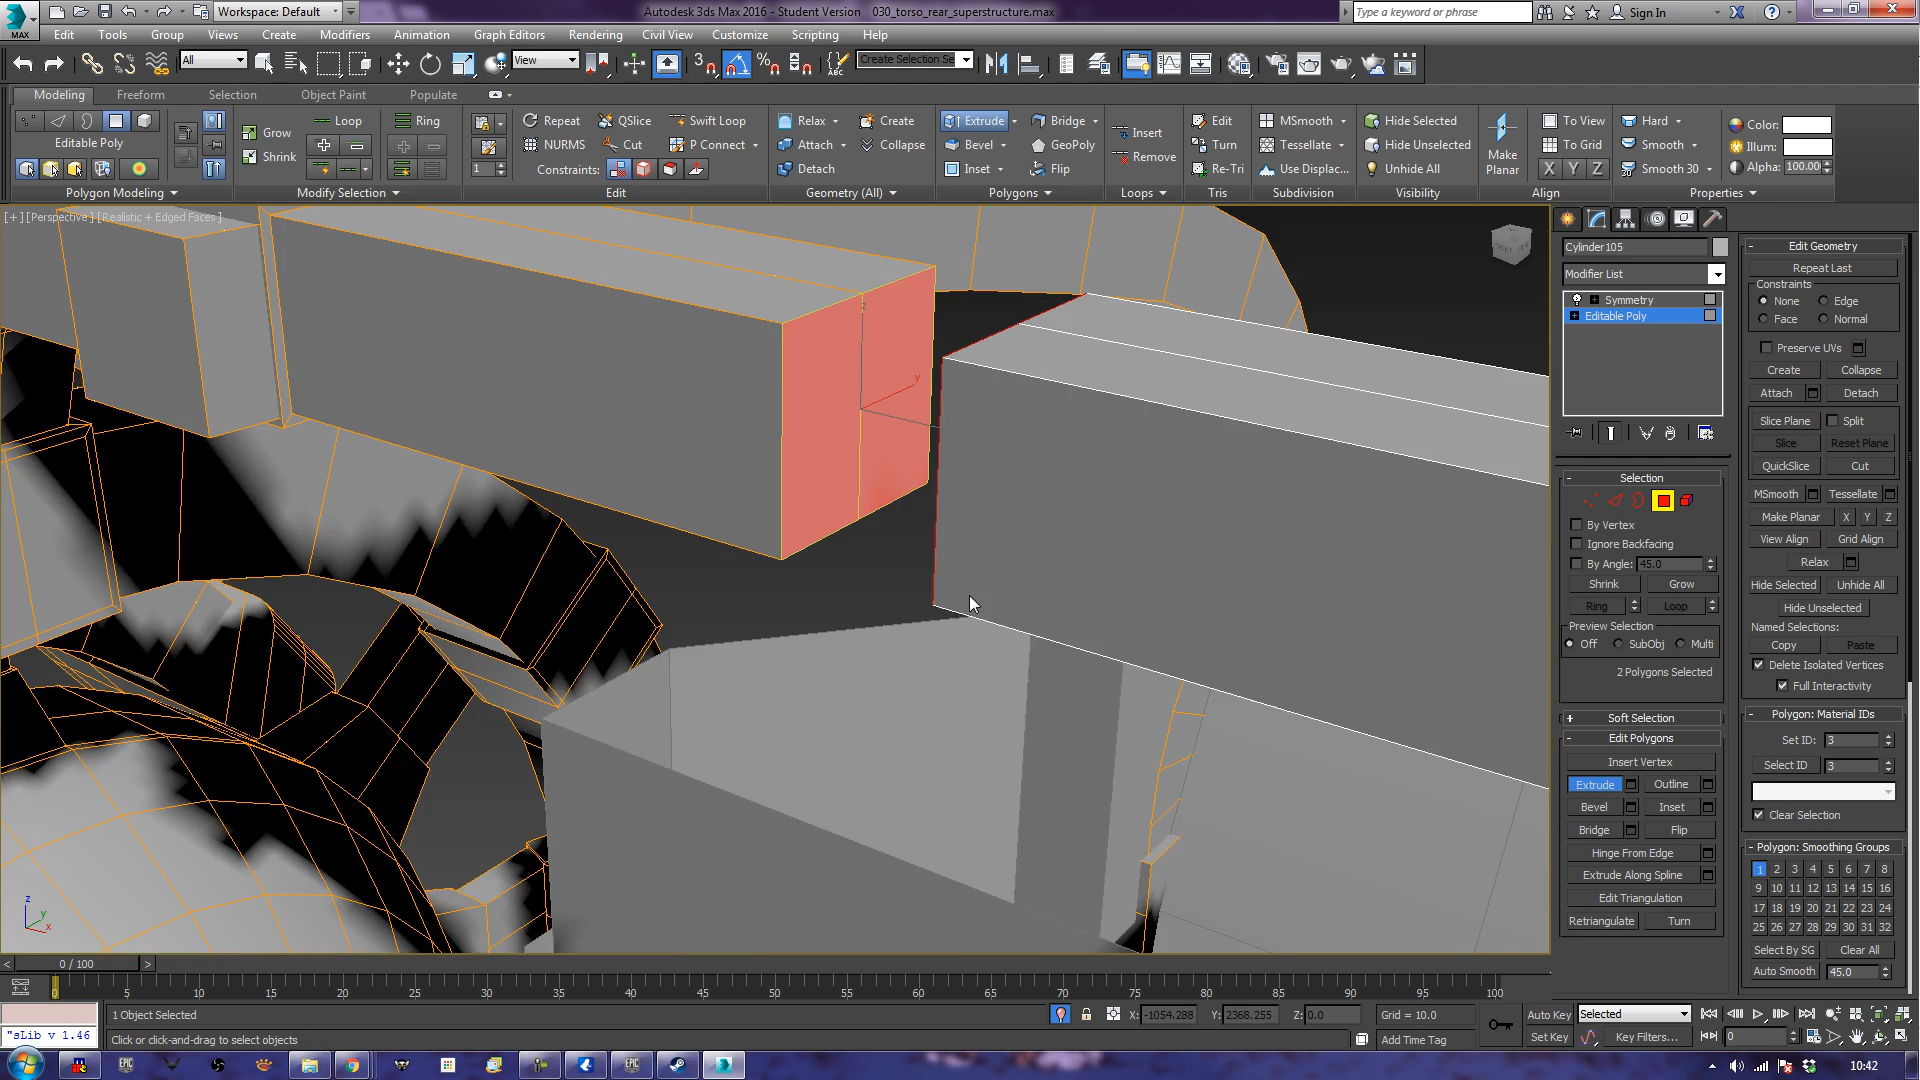 Workspace: Default
Autodesk 3ds Max 2016 - Student Version    030_torso_rear_superstructure.max
Type a keyword or phrase
Sign In
MAX
Edit Tools Group Views Create Modifiers Animation Graph Editors Rendering Civil View Customize Scripting Help
All
View
3
ABC
Create Selection Se
Modeling Freeform Selection Object Paint Populate
Loop Ring Repeat QSlice Swift Loop Relax Create Extrude Bridge Insert Edit MSmooth Hide Selected To View Hard Color:
Editable Poly Grow NURMS Cut P Connect Attach Collapse Bevel GeoPoly Remove Turn Tessellate Hide Unselected Make Planar To Grid Smooth Illum:
Shrink 1 Constraints: Detach Inset Flip Re-Tri Use Displac... Unhide All X Y Z Smooth 30 Alpha: 100.00
Polygon Modeling Modify Selection Edit Geometry (All) Polygons Loops Tris Subdivision Visibility Align Properties
[+] [Perspective] [Realistic + Edged Faces]
z
y
Cylinder105
Modifier List
Symmetry
Editable Poly
- Selection
By Vertex
Ignore Backfacing
By Angle: 45.0
Shrink Grow
Ring Loop
Preview Selection
Off SubObj Multi
2 Polygons Selected
+ Soft Selection
- Edit Polygons
Insert Vertex
Extrude Outline
Bevel Inset
Bridge Flip
Hinge From Edge
Extrude Along Spline
Edit Triangulation
Retriangulate Turn
- Edit Geometry
Repeat Last
Constraints
None Edge
Face Normal
Preserve UVs
Create Collapse
Attach Detach
Slice Plane Split
Slice Reset Plane
QuickSlice Cut
MSmooth Tessellate
Make Planar X Y Z
View Align Grid Align
Relax
Hide Selected Unhide All
Hide Unselected
Named Selections:
Copy Paste
Delete Isolated Vertices
Full Interactivity
- Polygon: Material IDs
Set ID: 3
Select ID 3
Clear Selection
- Polygon: Smoothing Groups
1 2 3 4 5 6 7 8
9 10 11 12 13 14 15 16
17 18 19 20 21 22 23 24
25 26 27 28 29 30 31 32
Select By SG Clear All
Auto Smooth 45.0
z
y
x
< 0 / 100 >
0 5 10 15 20 25 30 35 40 45 50 55 60 65 70 75 80 85 90 95 100
1 Object Selected X: -1054.288 Y: 2368.255 Z: 0.0 Grid = 10.0 Auto Key Selected
"sLib v 1.46 Click or click-and-drag to select objects Add Time Tag Set Key Key Filters... 0
EPIC
EPIC
10:42